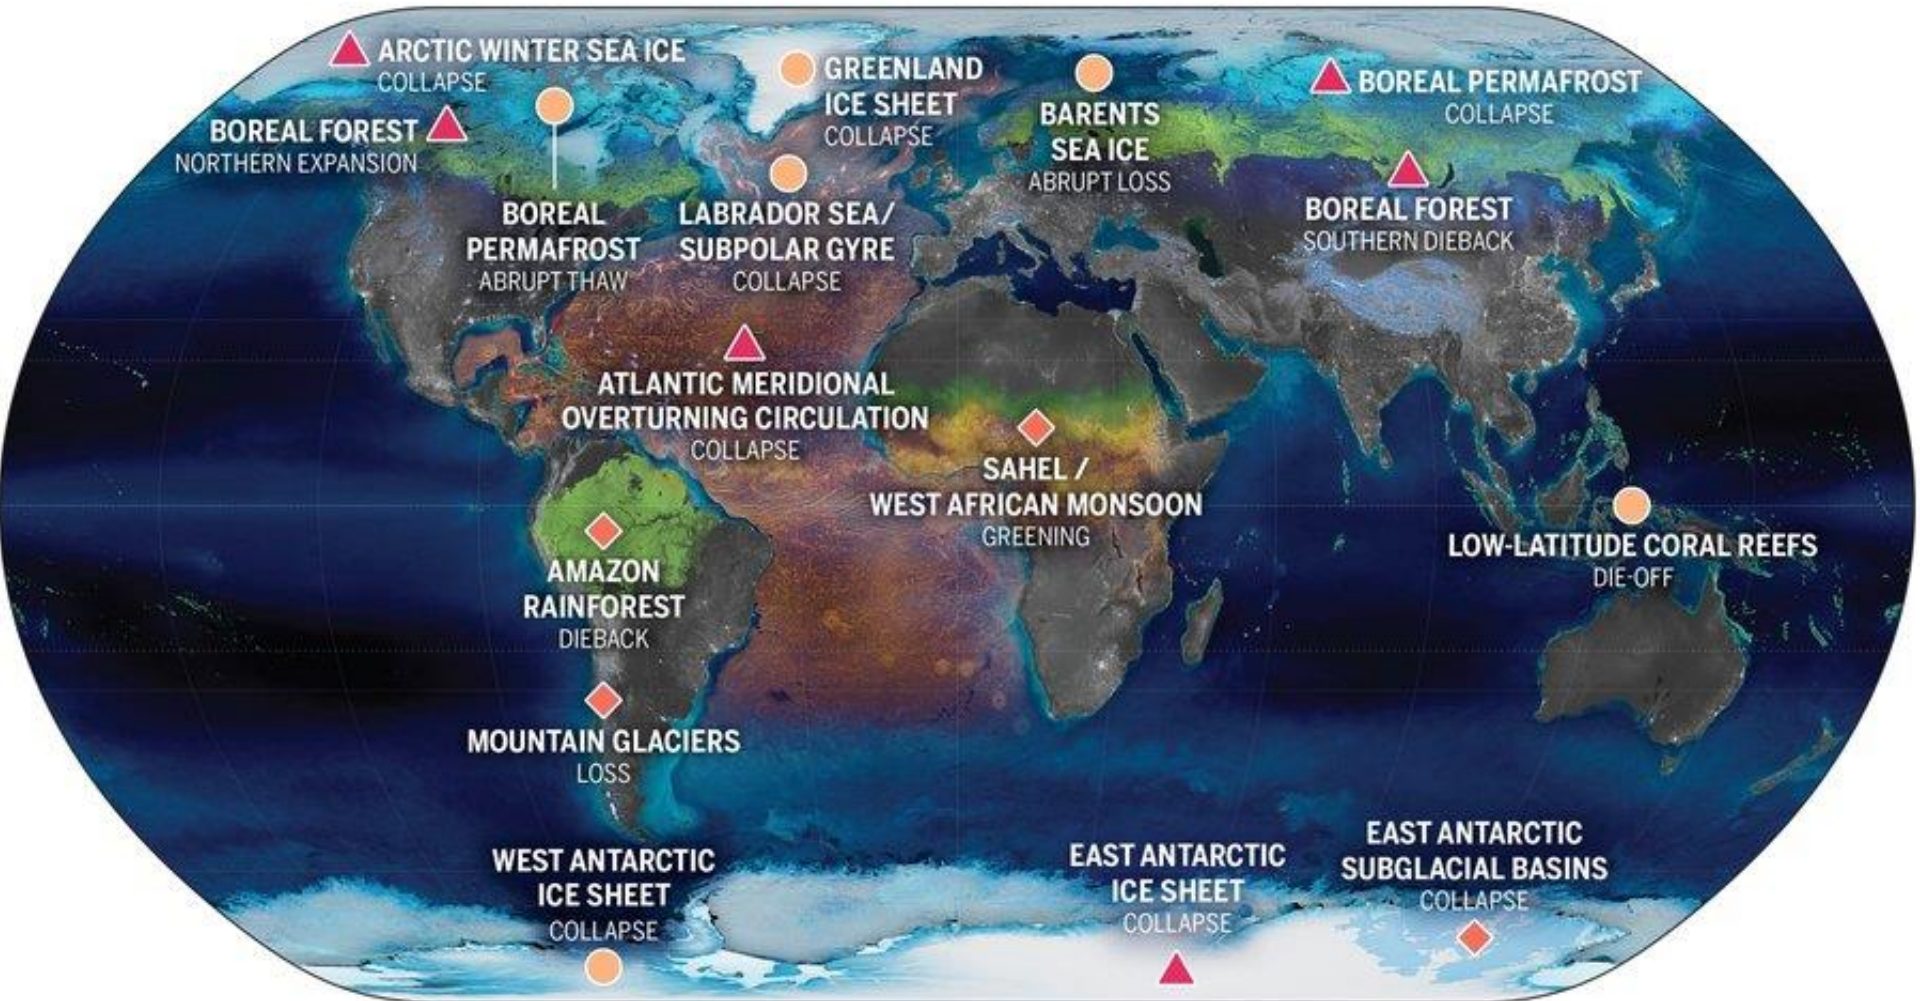 ARCTIC WINTER SEA ICE
COLLAPSE
GREENLAND
ICE SHEET
COLLAPSE
BARENTS
SEA ICE
ABRUPT LOSS
BOREAL PERMAFROST
COLLAPSE
BOREAL FOREST
NORTHERN EXPANSION
BOREAL
PERMAFROST
ABRUPT THAW
LABRADOR SEA/
SUBPOLAR GYRE
COLLAPSE
BOREAL FOREST
SOUTHERN DIEBACK
ATLANTIC MERIDIONAL
OVERTURNING CIRCULATION
COLLAPSE
SAHEL /
WEST AFRICAN MONSOON
GREENING
LOW-LATITUDE CORAL REEFS
DIE-OFF
AMAZON
RAINFOREST
DIEBACK
MOUNTAIN GLACIERS
LOSS
WEST ANTARCTIC
ICE SHEET
COLLAPSE
EAST ANTARCTIC
ICE SHEET
COLLAPSE
EAST ANTARCTIC
SUBGLACIAL BASINS
COLLAPSE